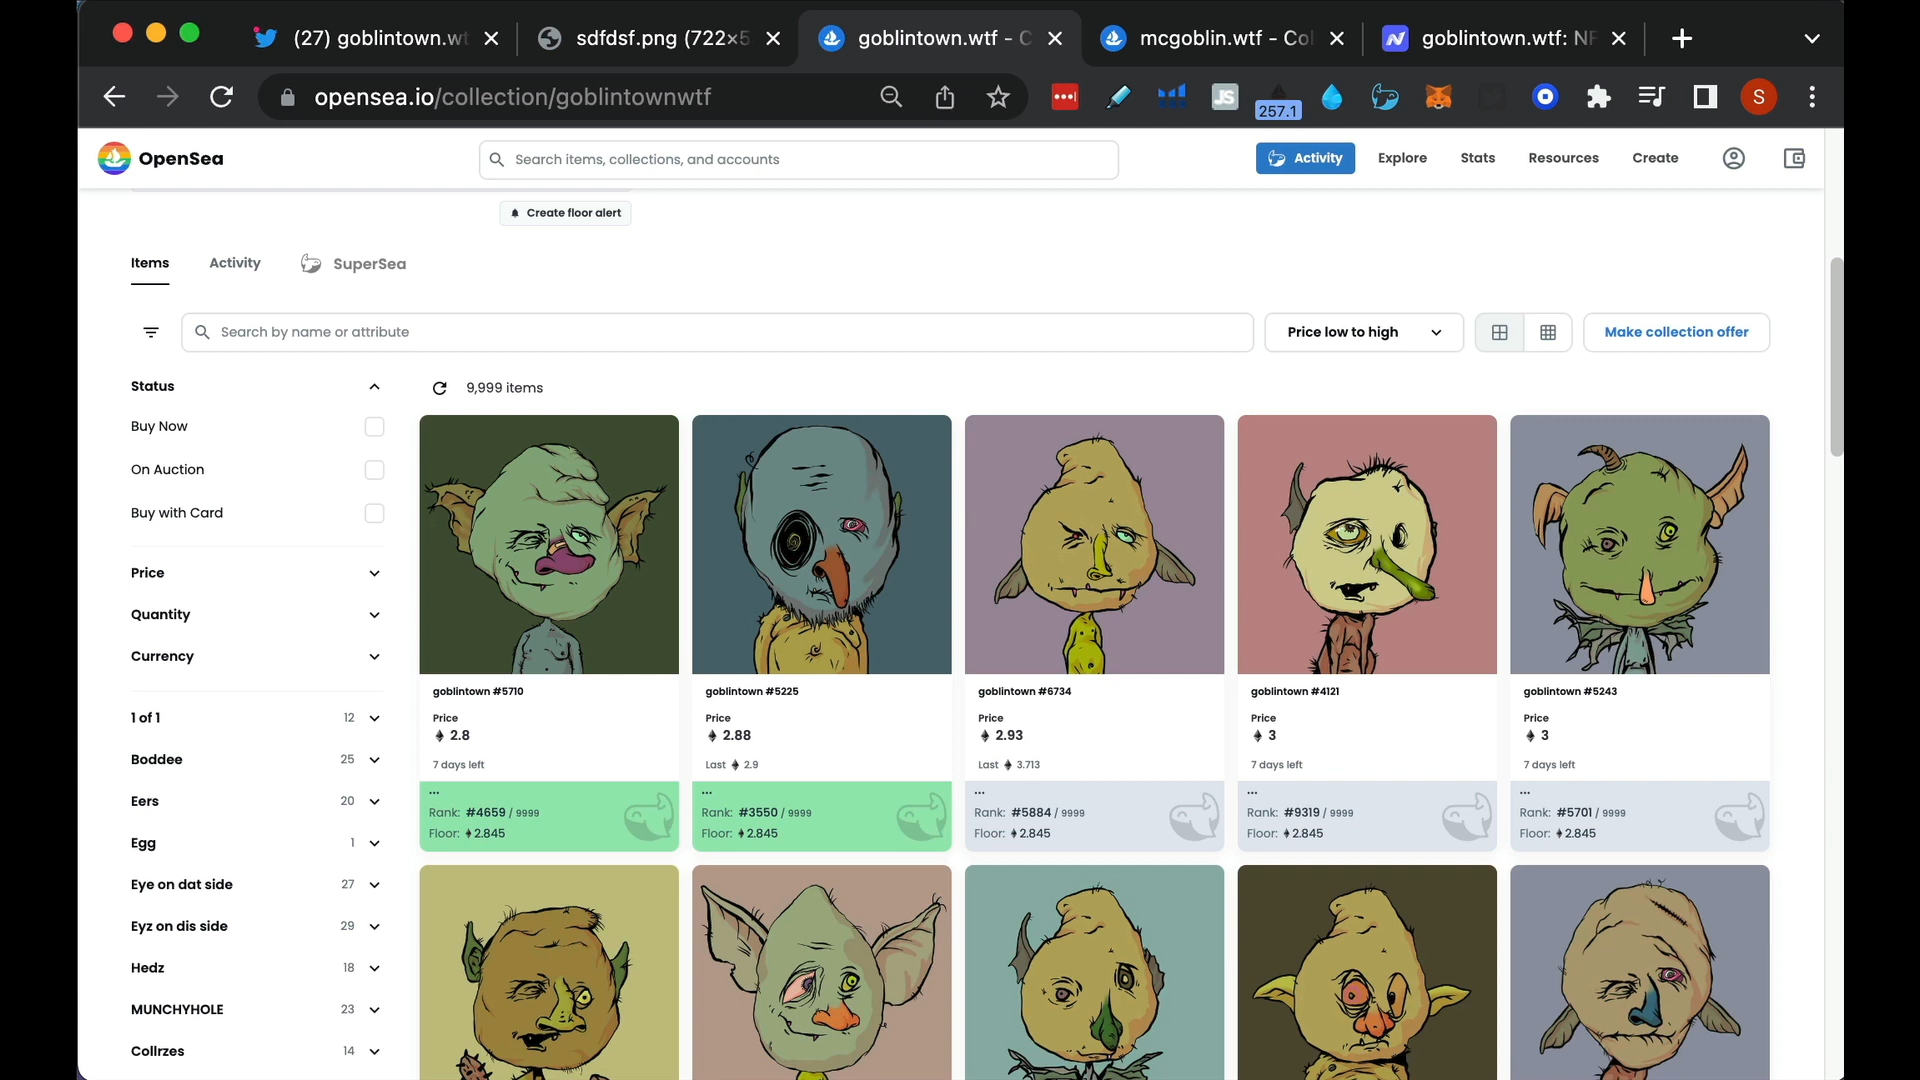 (27) goblintown.wt
sdfdsf.png (722×5
goblintown.wtf - C
mcgoblin.wtf - Col
goblintown.wtf: NF
opensea.io/collection/goblintownwtf
JS
257.1
S
OpenSea
Search items, collections, and accounts
Activity
Explore
Stats
Resources
Create
Create floor alert
Items
Activity
SuperSea
Search by name or attribute
Price low to high
Make collection offer
Status
9,999 items
Buy Now
On Auction
Buy with Card
Price
Quantity
Currency
1 of 1 12
Boddee 25
Eers 20
Egg 1
Eye on dat side 27
Eyz on dis side 29
Hedz 18
MUNCHYHOLE 23
Collrzes 14
goblintown #5710
Price
2.8
7 days left
...
Rank: #4659 / 9999
Floor: 2.845
goblintown #5225
Price
2.88
Last 2.9
...
Rank: #3550 / 9999
Floor: 2.845
goblintown #6734
Price
2.93
Last 3.713
...
Rank: #5884 / 9999
Floor: 2.845
goblintown #4121
Price
3
7 days left
...
Rank: #9319 / 9999
Floor: 2.845
goblintown #5243
Price
3
7 days left
...
Rank: #5701 / 9999
Floor: 2.845